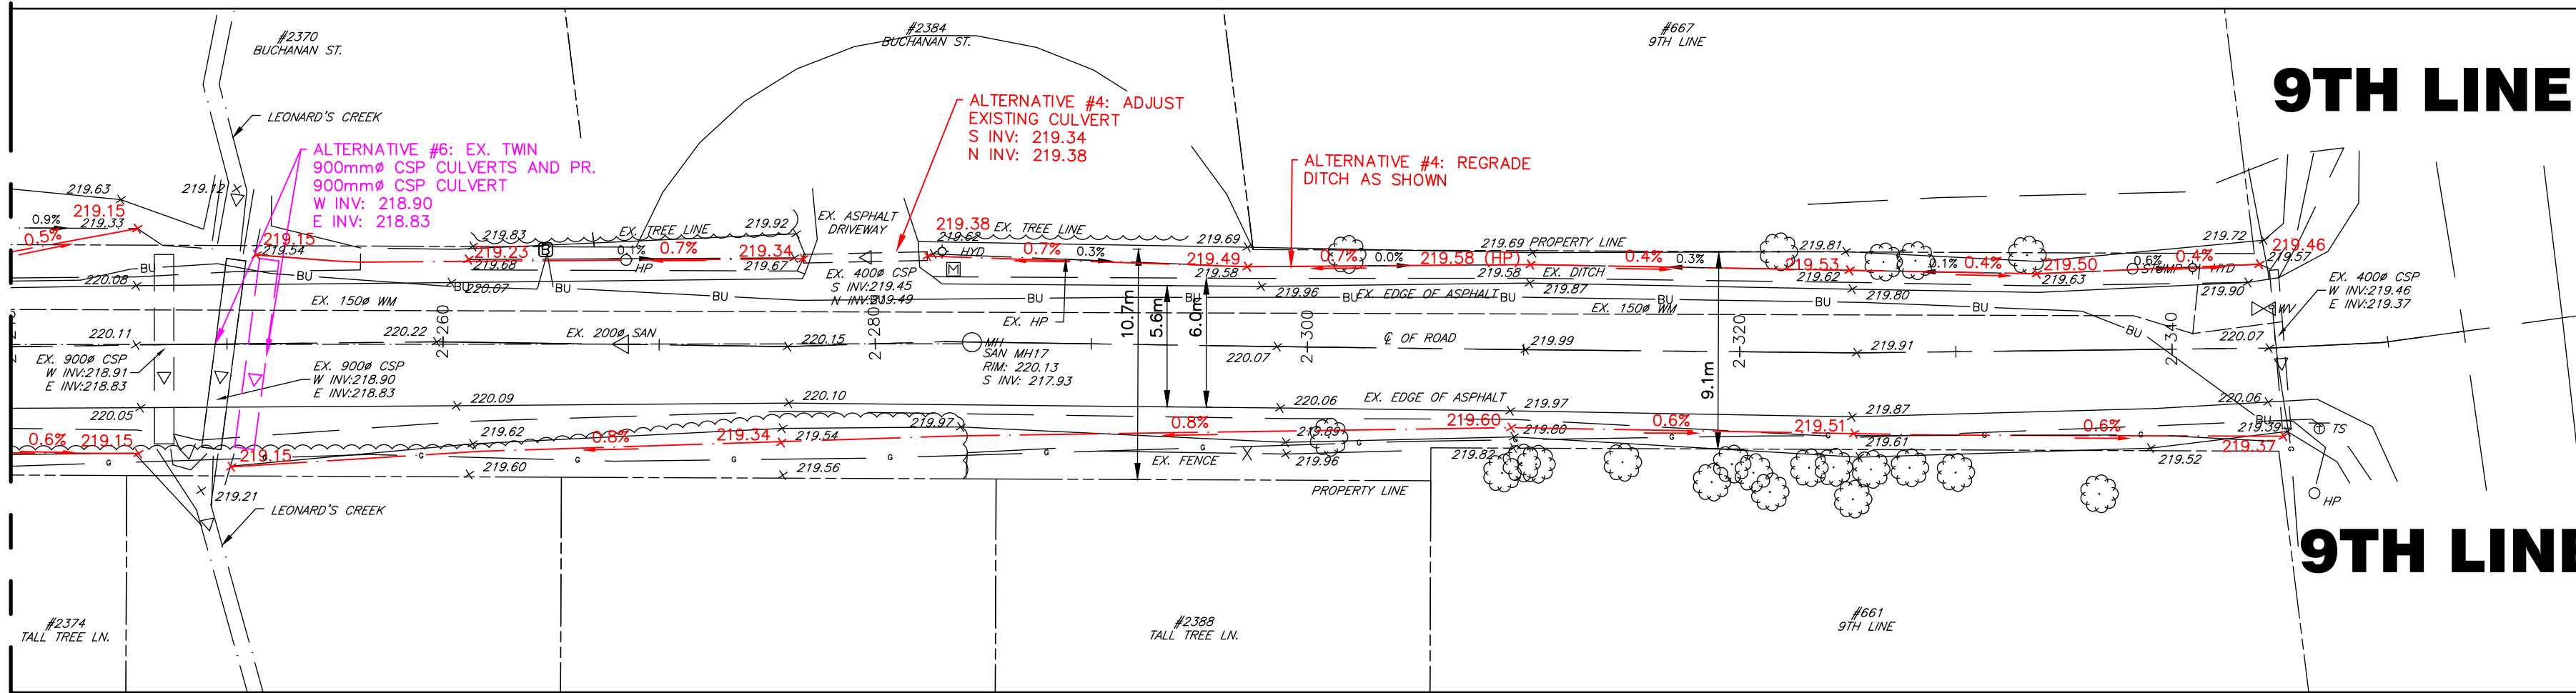 #2370
BUCHANAN ST.
#2384
BUCHANAN ST.
#667
9TH LINE
9TH LINE
LEONARD'S CREEK
ALTERNATIVE #6: EX. TWIN
900mmø CSP CULVERTS AND PR.
900mmø CSP CULVERT
W INV: 218.90
E INV: 218.83
ALTERNATIVE #4: ADJUST
EXISTING CULVERT
S INV: 219.34
N INV: 219.38
ALTERNATIVE #4: REGRADE
DITCH AS SHOWN
219.63
219.12
219.15
0.9%
219.33
0.5%
219.15
219.54
219.83
219.23
219.68
EX. TREE LINE
0.1%
0.7%
HP
219.92
219.34
219.67
EX. ASPHALT
DRIVEWAY
219.38
219.62
EX. TREE LINE
HYD
M
B
0.7%
0.3%
219.69
219.49
219.58
0.7%
0.0%
219.69
PROPERTY LINE
219.58 (HP)
219.58
EX. DITCH
0.4%
0.3%
219.81
219.53
219.62
0.1%
0.4%
219.50
219.63
0.6%
0.4%
STUMP
HYD
219.72
219.46
219.57
219.90
EX. 400ø CSP
W INV:219.46
E INV:219.37
WV
EX. 400ø CSP
S INV:219.45
N INV:219.49
220.08
BU
BU
220.07
BU
BU
BU
BU
BU
BU
BU
BU
BU
BU
BU
BU
BU
219.96
EX. EDGE OF ASPHALT
219.87
219.80
EX. 150ø WM
EX. 150ø WM
EX. HP
10.7m
5.6m
6.0m
9.1m
2+260
2+280
2+300
2+320
2+340
220.11
220.22
EX. 200ø SAN
220.15
MH
SAN MH17
RIM: 220.13
S INV: 217.93
220.07
℄ OF ROAD
219.99
219.91
220.07
EX. 900ø CSP
W INV:218.91
E INV:218.83
EX. 900ø CSP
W INV:218.90
E INV:218.83
220.05
220.09
220.10
220.06
EX. EDGE OF ASPHALT
219.97
219.87
220.06
0.6%
219.15
219.15
219.62
0.8%
219.34
219.54
219.97
0.8%
219.89
219.60
219.80
0.6%
219.51
219.61
0.6%
219.39
219.37
TS
G
G
G
G
G
G
G
G
G
G
G
G
219.60
219.56
EX. FENCE
219.96
219.82
219.52
219.21
LEONARD'S CREEK
PROPERTY LINE
HP
9TH LINE
#2374
TALL TREE LN.
#2388
TALL TREE LN.
#661
9TH LINE